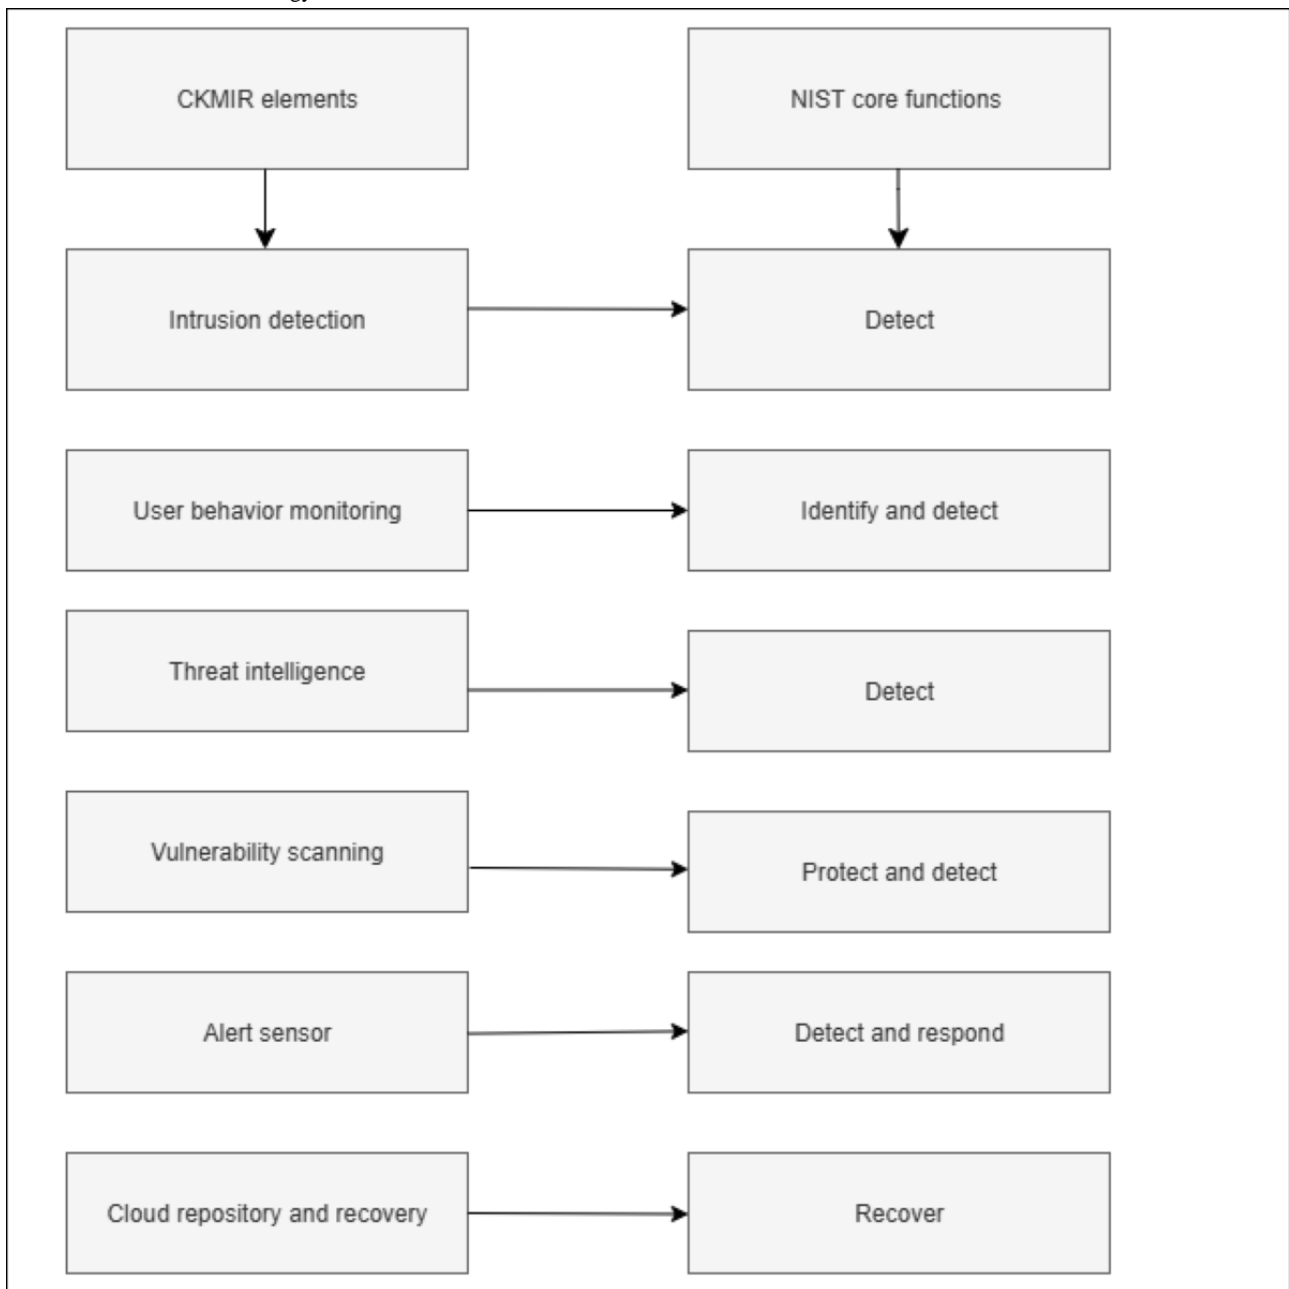 CKMIR elements
NIST core functions
Intrusion detection
Detect
User behavior monitoring
Identify and detect
Threat intelligence
Detect
Vulnerability scanning
Protect and detect
Alert sensor
Detect and respond
Cloud repository and recovery
Recover